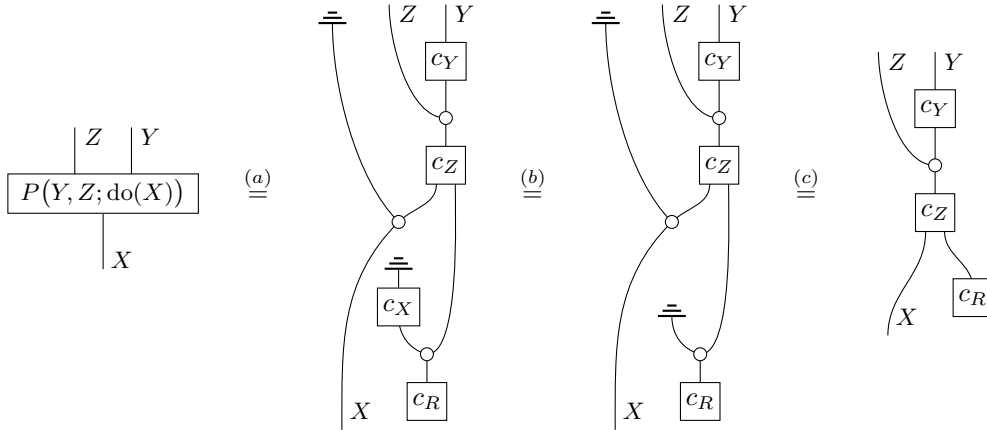 Z Y
P(Y, Z; do(X))
X
(a)
=
Z Y
c_Y
c_Z
c_X
c_R
X
(b)
=
Z Y
c_Y
c_Z
c_R
X
(c)
=
Z Y
c_Y
c_Z
c_R
X